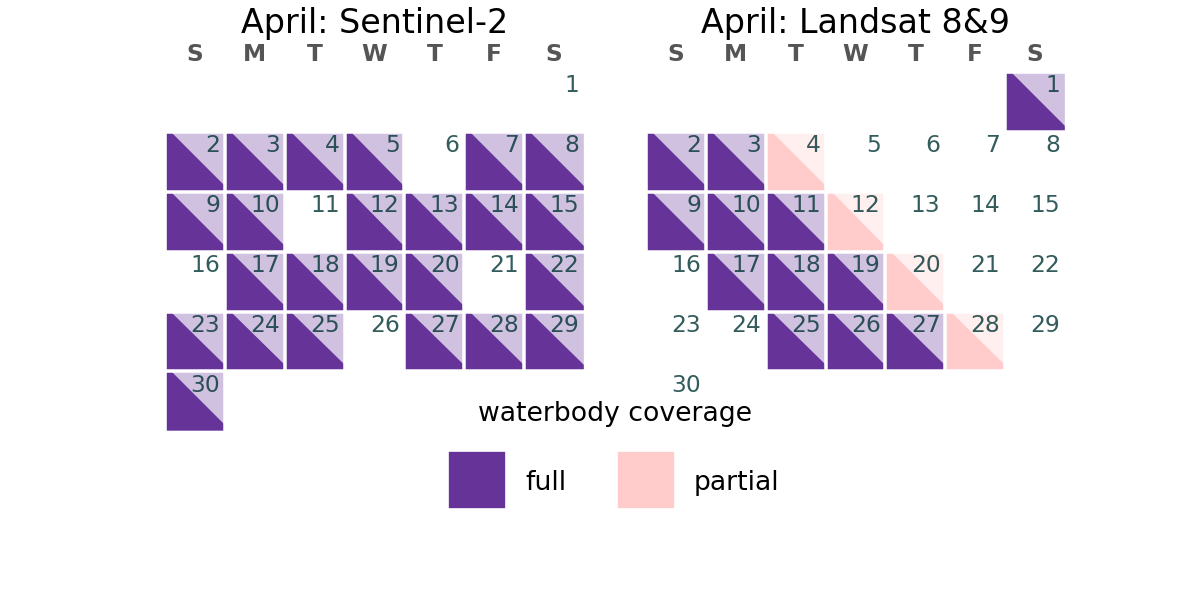 April: Sentinel-2
S M T W T F S
1
2 3 4 5 6 7 8
9 10 11 12 13 14 15
16 17 18 19 20 21 22
23 24 25 26 27 28 29
30
April: Landsat 8&9
S M T W T F S
1
2 3 4 5 6 7 8
9 10 11 12 13 14 15
16 17 18 19 20 21 22
23 24 25 26 27 28 29
30
waterbody coverage
full partial